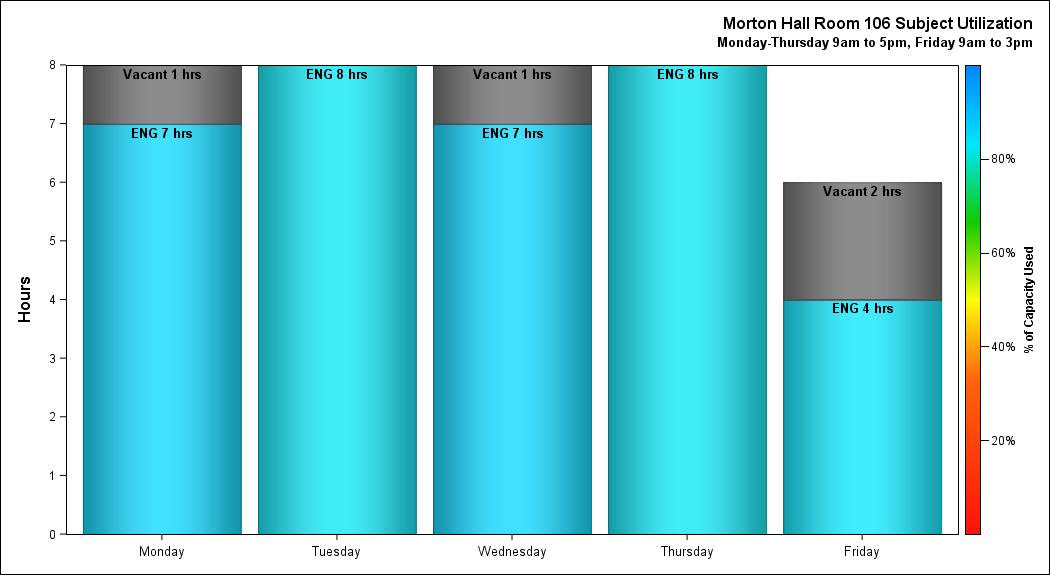 Morton Hall Room 106 Subject Utilization
Monday-Thursday 9am to 5pm, Friday 9am to 3pm
Hours
8
7
6
5
4
3
2
1
0
Vacant 1 hrs
ENG 7 hrs
ENG 8 hrs
Vacant 1 hrs
ENG 7 hrs
ENG 8 hrs
Vacant 2 hrs
ENG 4 hrs
Monday
Tuesday
Wednesday
Thursday
Friday
80%
60%
40%
20%
% of Capacity Used